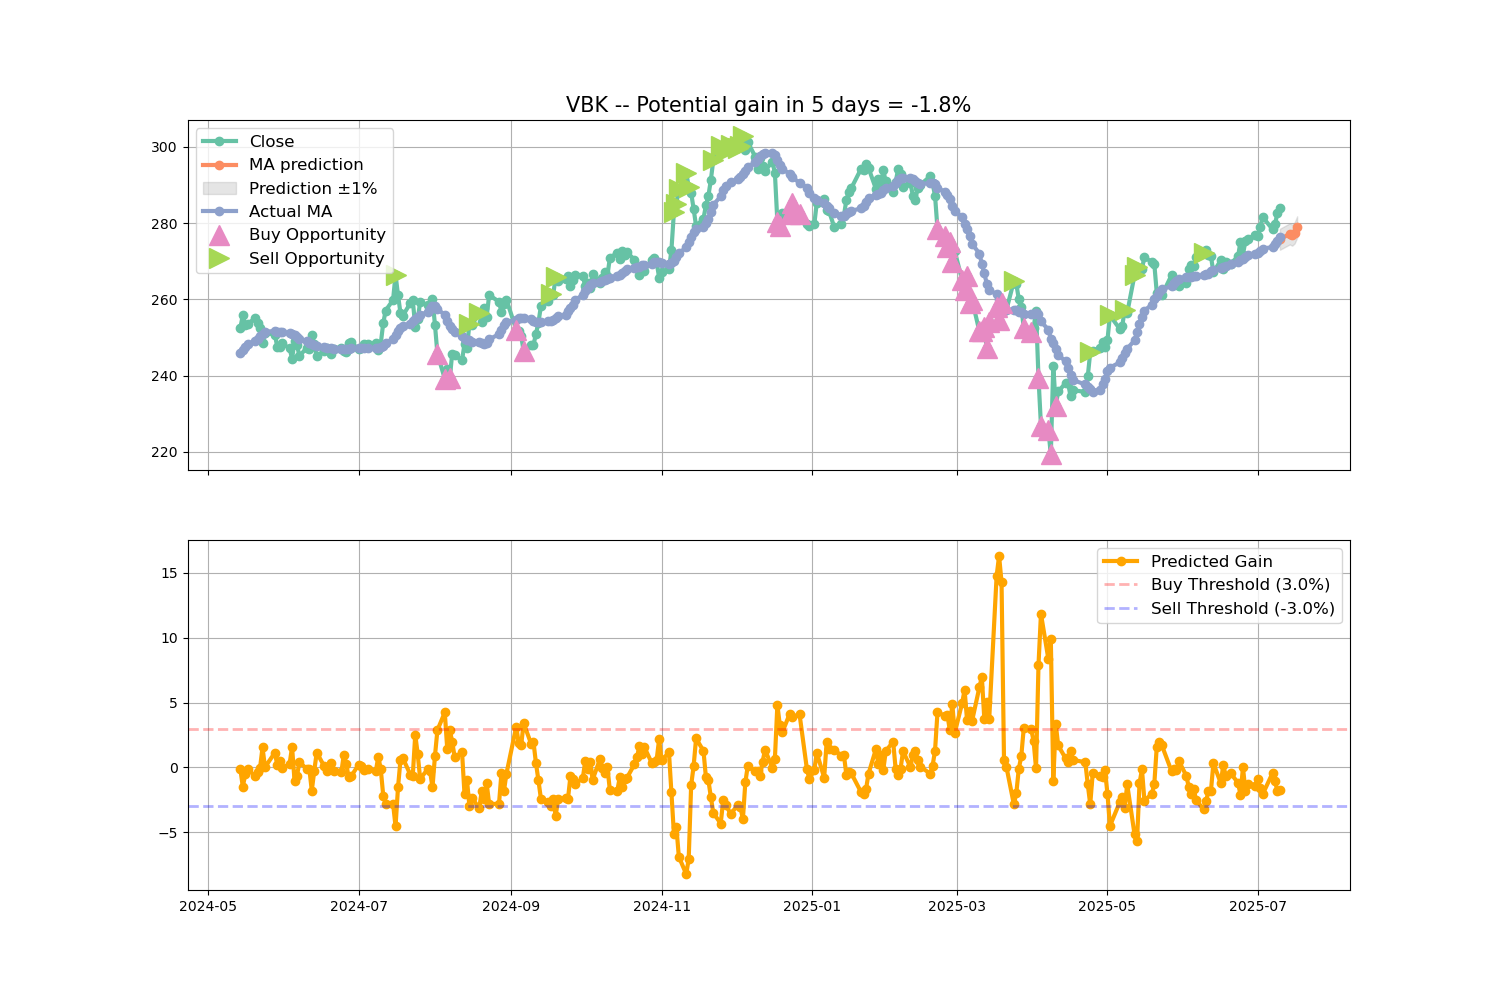 VBK -- Potential gain in 5 days = -1.8%
300
280
260
240
220
Close
MA prediction
Prediction ±1%
Actual MA
Buy Opportunity
Sell Opportunity
15
10
5
0
−5
Predicted Gain
Buy Threshold (3.0%)
Sell Threshold (-3.0%)
2024-05 2024-07 2024-09 2024-11 2025-01 2025-03 2025-05 2025-07